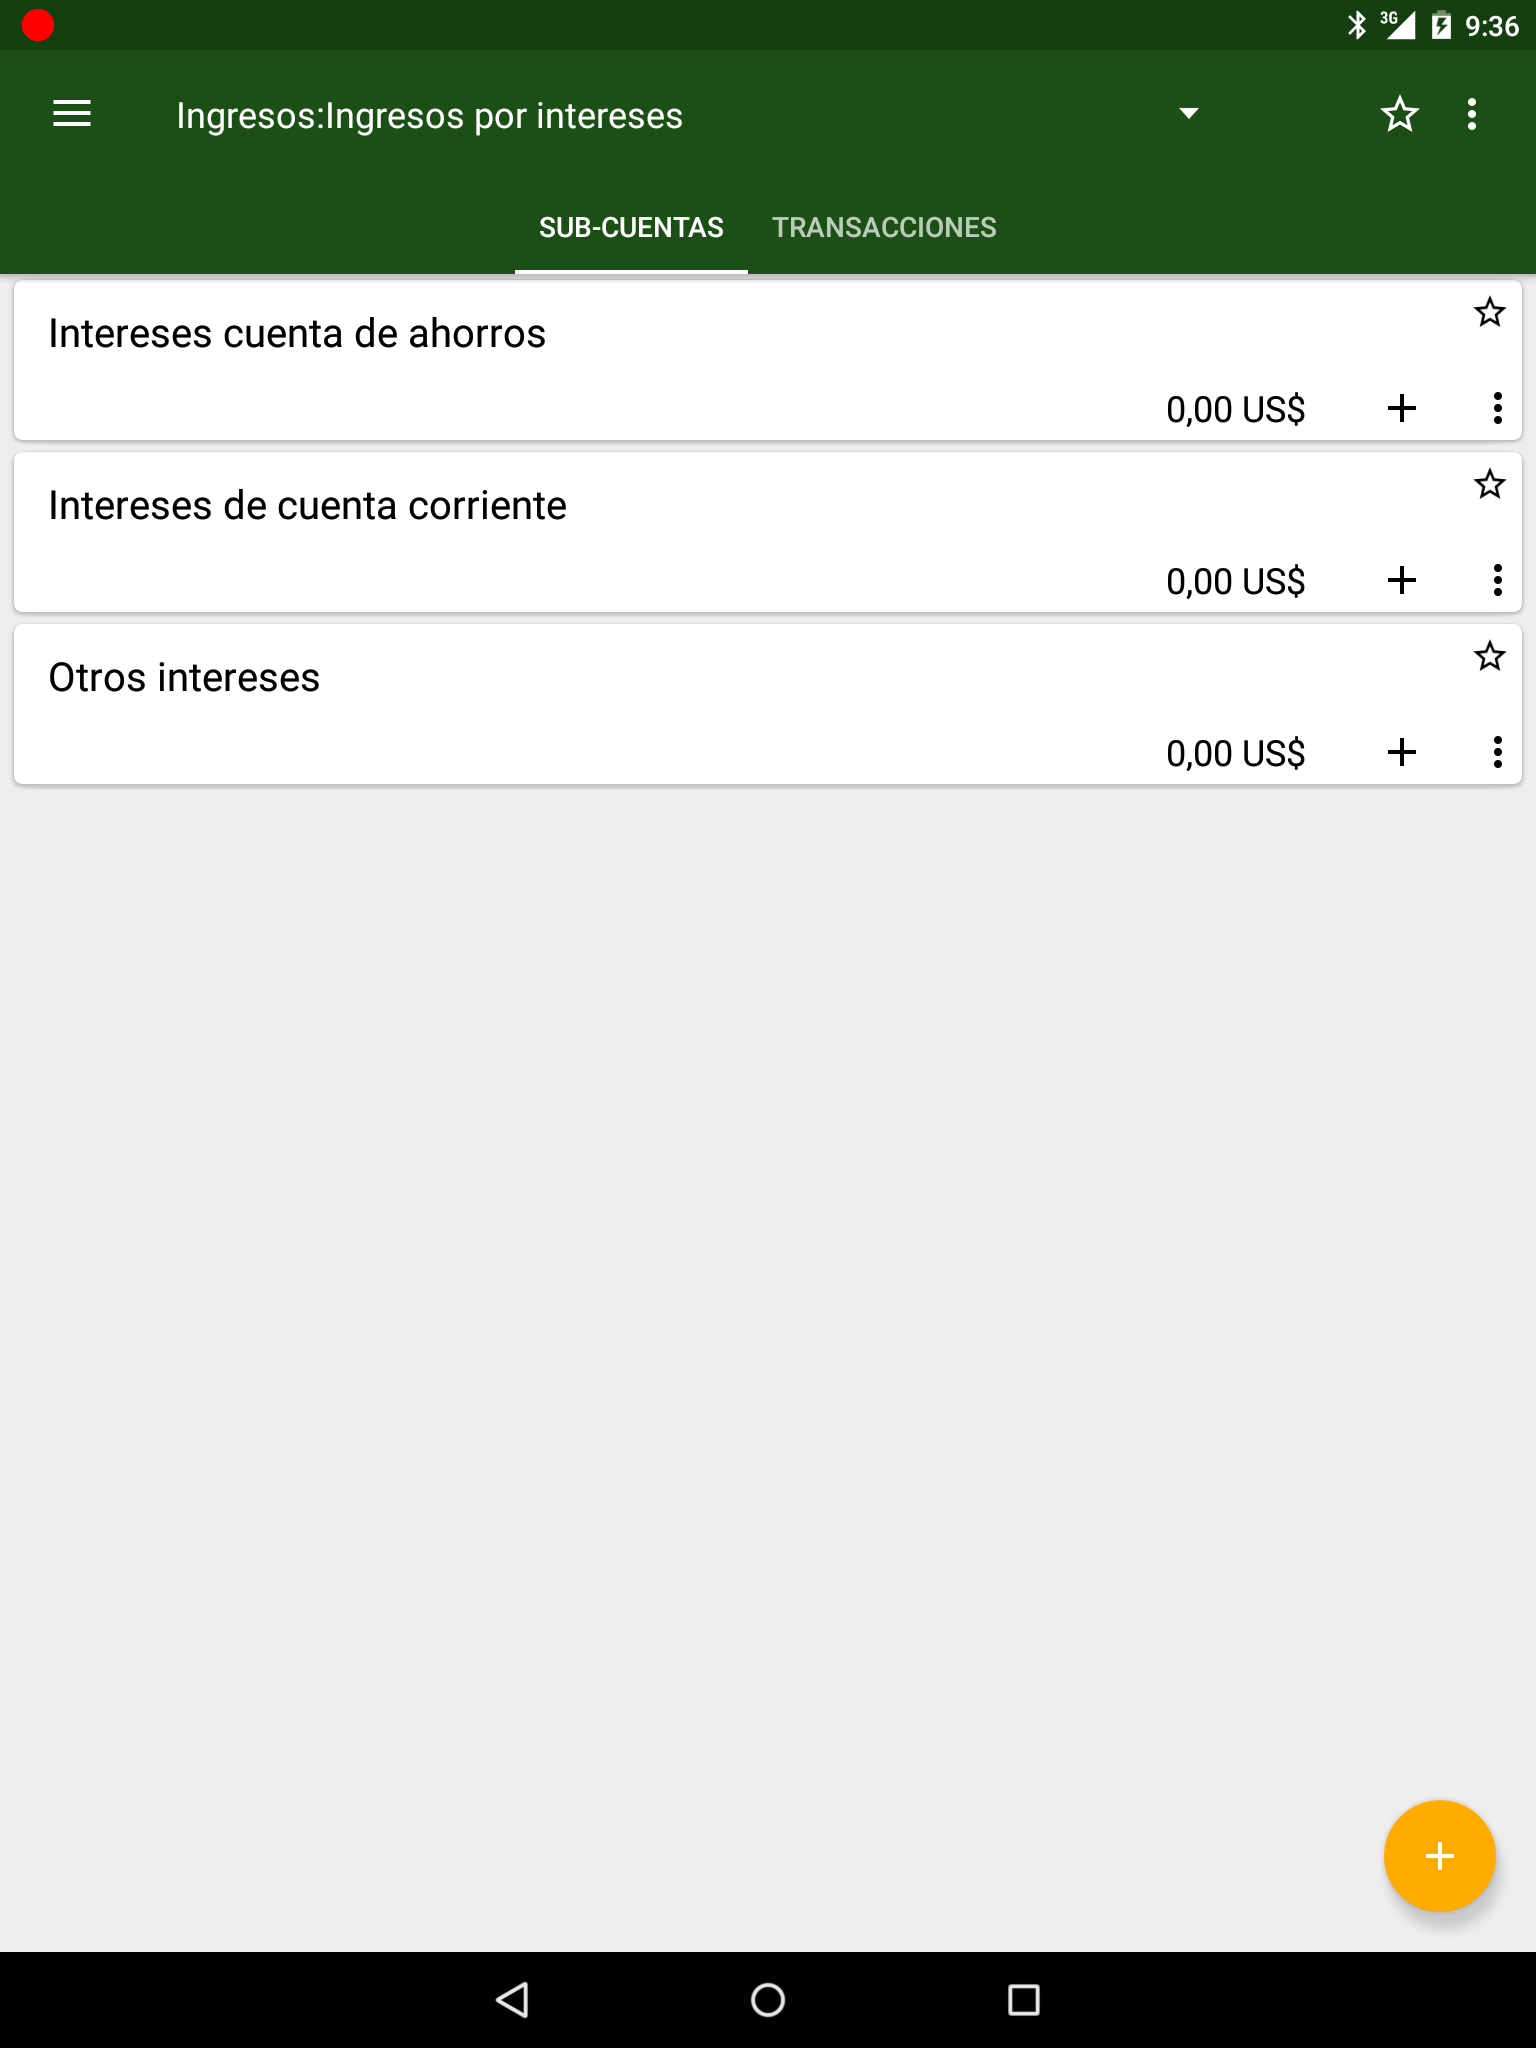 3G 9:36
Ingresos:Ingresos por intereses
SUB-CUENTAS TRANSACCIONES
Intereses cuenta de ahorros
0,00 US$
Intereses de cuenta corriente
0,00 US$
Otros intereses
0,00 US$